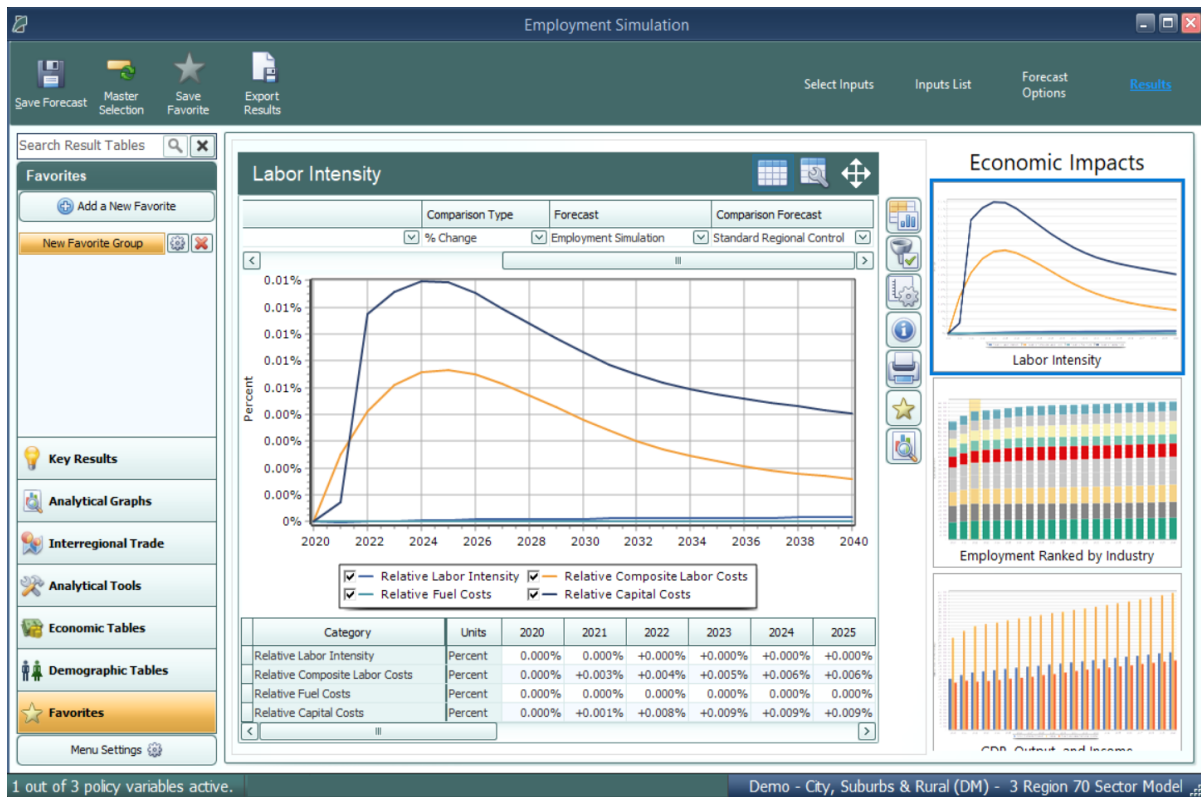 Employment Simulation
Save Forecast
Master Selection
Save Favorite
Export Results
Select Inputs
Inputs List
Forecast Options
Results
Search Result Tables
Favorites
Add a New Favorite
New Favorite Group
Key Results
Analytical Graphs
Interregional Trade
Analytical Tools
Economic Tables
Demographic Tables
Favorites
Menu Settings
Labor Intensity
Comparison Type Forecast Comparison Forecast
% Change Employment Simulation Standard Regional Control
Percent
0.01%
0.01%
0.01%
0.01%
0.01%
0.00%
0.00%
0.00%
0.00%
0%
2020 2022 2024 2026 2028 2030 2032 2034 2036 2038 2040
Relative Labor Intensity Relative Composite Labor Costs
Relative Fuel Costs Relative Capital Costs
Category Units 2020 2021 2022 2023 2024 2025
Relative Labor Intensity Percent 0.000% 0.000% +0.000% +0.000% +0.000% +0.000%
Relative Composite Labor Costs Percent 0.000% +0.003% +0.004% +0.005% +0.006% +0.006%
Relative Fuel Costs Percent 0.000% 0.000% 0.000% 0.000% 0.000% 0.000%
Relative Capital Costs Percent 0.000% +0.001% +0.008% +0.009% +0.009% +0.009%
Economic Impacts
Labor Intensity
Employment Ranked by Industry
GDP, Output, and Income
1 out of 3 policy variables active.
Demo - City, Suburbs & Rural (DM) - 3 Region 70 Sector Model